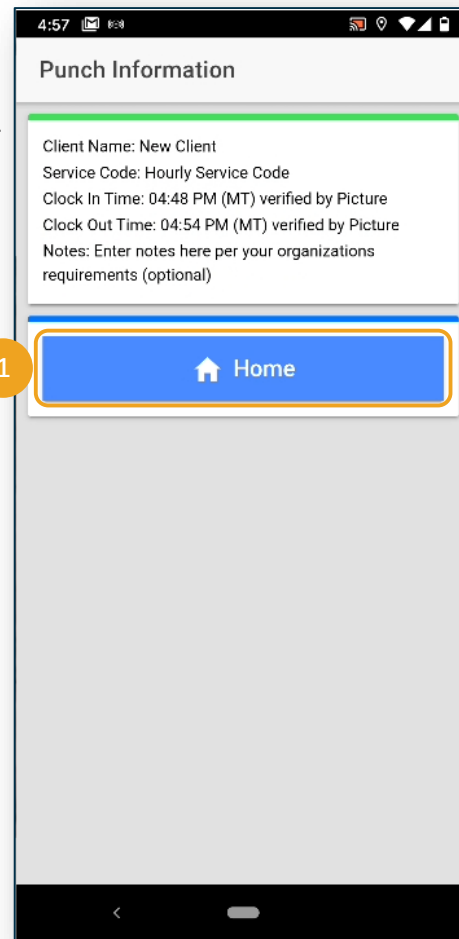 4:57
Punch Information
Client Name: New Client
Service Code: Hourly Service Code
Clock In Time: 04:48 PM (MT) verified by Picture
Clock Out Time: 04:54 PM (MT) verified by Picture
Notes: Enter notes here per your organizations
requirements (optional)
1
Home